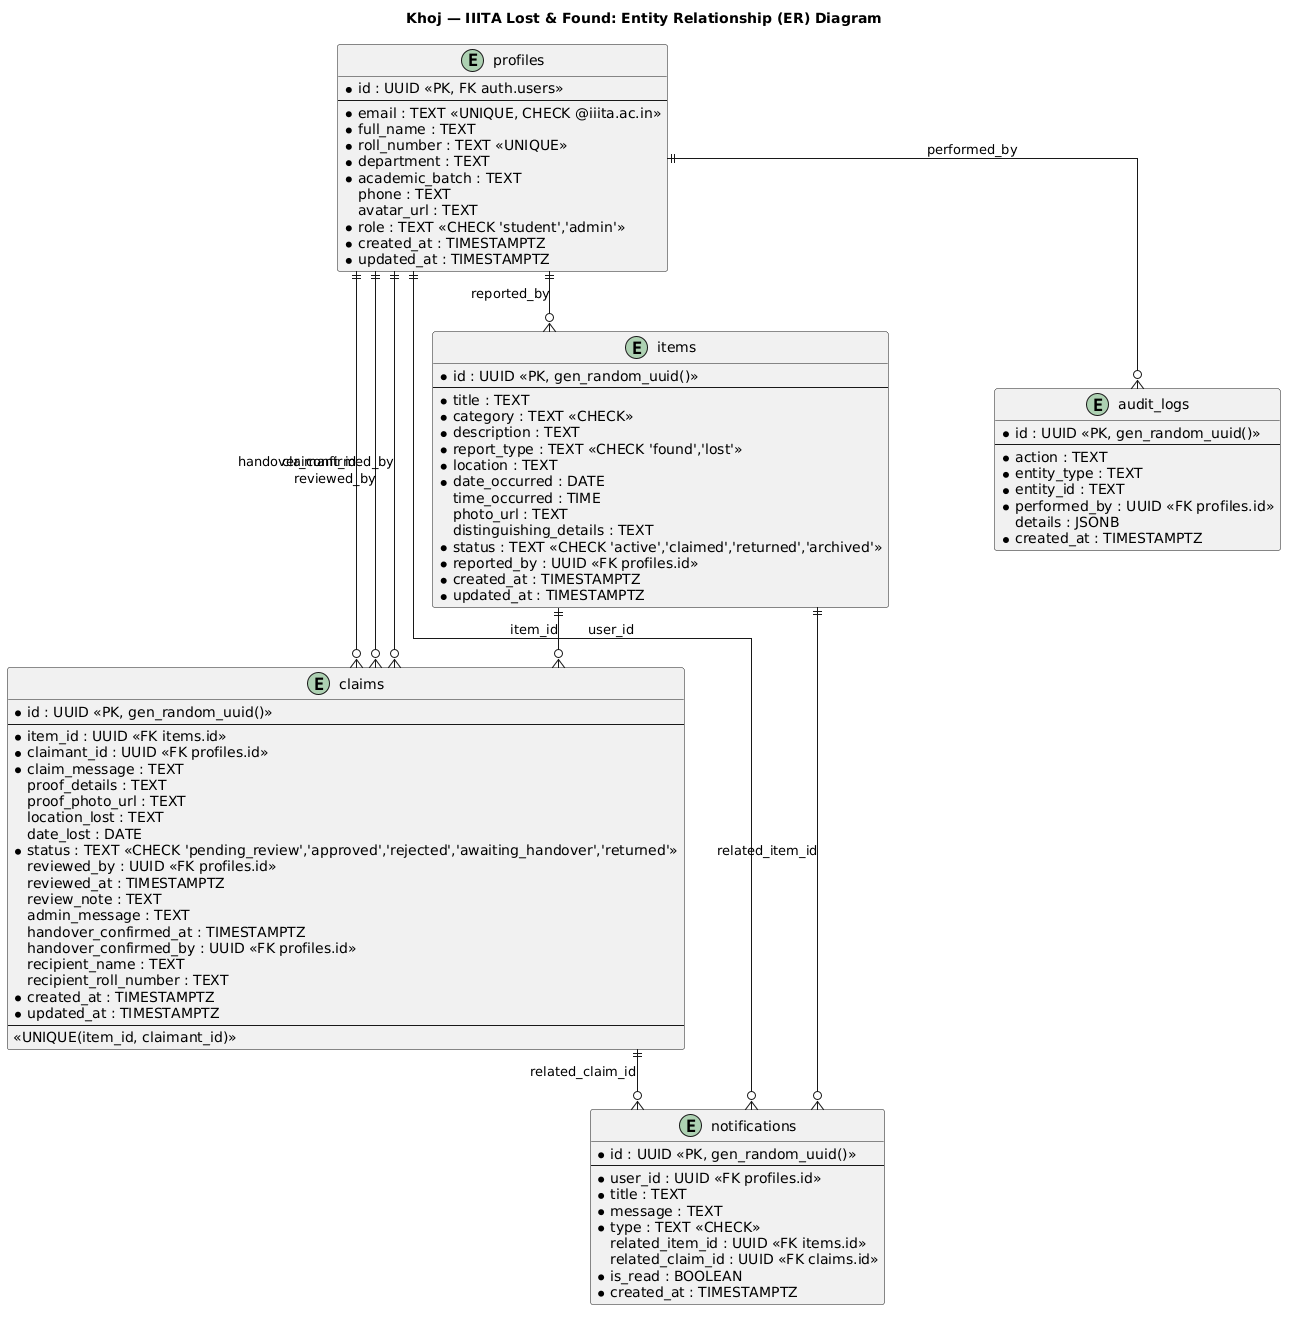 Khoj — IIITA Lost & Found: Entity Relationship (ER) Diagram
E profiles
id : UUID «PK, FK auth.users»
email : TEXT «UNIQUE, CHECK @iiita.ac.in»
full_name : TEXT
roll_number : TEXT «UNIQUE»
department : TEXT
academic_batch : TEXT
phone : TEXT
avatar_url : TEXT
role : TEXT «CHECK 'student','admin'»
created_at : TIMESTAMPTZ
updated_at : TIMESTAMPTZ
performed_by
reported_by
E items
id : UUID «PK, gen_random_uuid()»
title : TEXT
category : TEXT «CHECK»
description : TEXT
report_type : TEXT «CHECK 'found','lost'»
location : TEXT
date_occurred : DATE
time_occurred : TIME
photo_url : TEXT
distinguishing_details : TEXT
status : TEXT «CHECK 'active','claimed','returned','archived'»
reported_by : UUID «FK profiles.id»
created_at : TIMESTAMPTZ
updated_at : TIMESTAMPTZ
E audit_logs
id : UUID «PK, gen_random_uuid()»
action : TEXT
entity_type : TEXT
entity_id : TEXT
performed_by : UUID «FK profiles.id»
details : JSONB
created_at : TIMESTAMPTZ
handover_confirmed_by
claimant_id
reviewed_by
item_id
user_id
E claims
id : UUID «PK, gen_random_uuid()»
item_id : UUID «FK items.id»
claimant_id : UUID «FK profiles.id»
claim_message : TEXT
proof_details : TEXT
proof_photo_url : TEXT
location_lost : TEXT
date_lost : DATE
status : TEXT «CHECK 'pending_review','approved','rejected','awaiting_handover','returned'»
reviewed_by : UUID «FK profiles.id»
reviewed_at : TIMESTAMPTZ
review_note : TEXT
admin_message : TEXT
handover_confirmed_at : TIMESTAMPTZ
handover_confirmed_by : UUID «FK profiles.id»
recipient_name : TEXT
recipient_roll_number : TEXT
created_at : TIMESTAMPTZ
updated_at : TIMESTAMPTZ
«UNIQUE(item_id, claimant_id)»
related_item_id
related_claim_id
E notifications
id : UUID «PK, gen_random_uuid()»
user_id : UUID «FK profiles.id»
title : TEXT
message : TEXT
type : TEXT «CHECK»
related_item_id : UUID «FK items.id»
related_claim_id : UUID «FK claims.id»
is_read : BOOLEAN
created_at : TIMESTAMPTZ